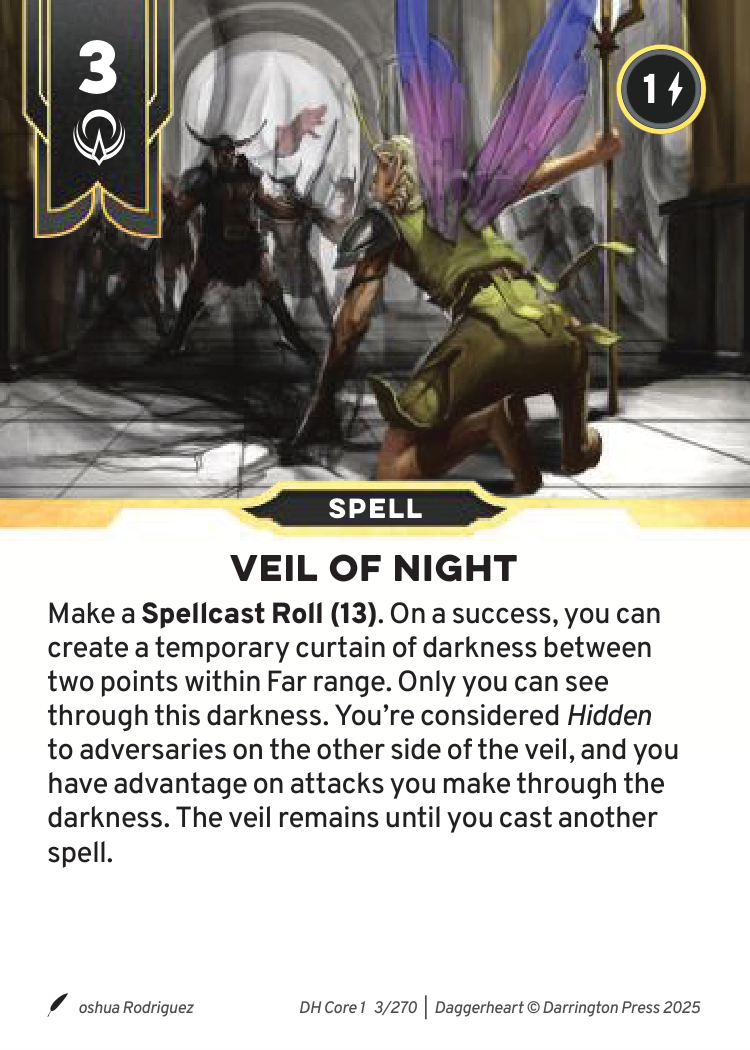 3
1
SPELL
VEIL OF NIGHT
Make a Spellcast Roll (13). On a success, you can
create a temporary curtain of darkness between
two points within Far range. Only you can see
through this darkness. You're considered Hidden
to adversaries on the other side of the veil, and you
have advantage on attacks you make through the
darkness. The veil remains until you cast another
spell.
oshua Rodriguez
DH Core 1 3/270 | Daggerheart © Darrington Press 2025